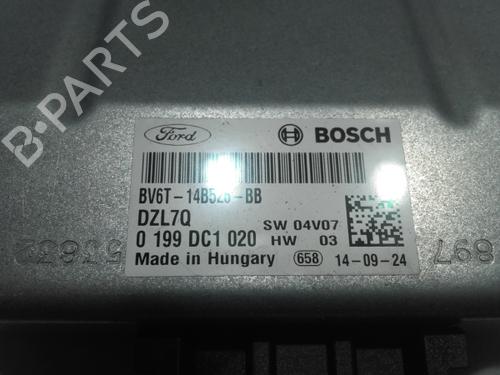 B-PARTS
Ford BOSCH
BV6T-14B526-BB
DZL7Q
SW 04V07
0 199 DC1 020 HW 03
Made in Hungary 658 14-09-24
897